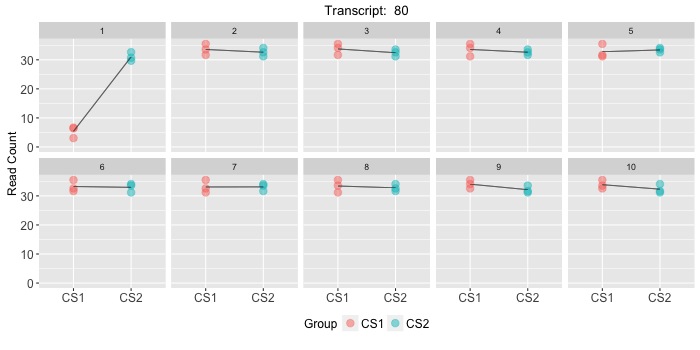 Transcript: 80
1 2 3 4 5
30
20
10
0
6 7 8 9 10
30
20
10
0
Read Count
CS1 CS2 CS1 CS2 CS1 CS2 CS1 CS2 CS1 CS2
Group CS1 CS2